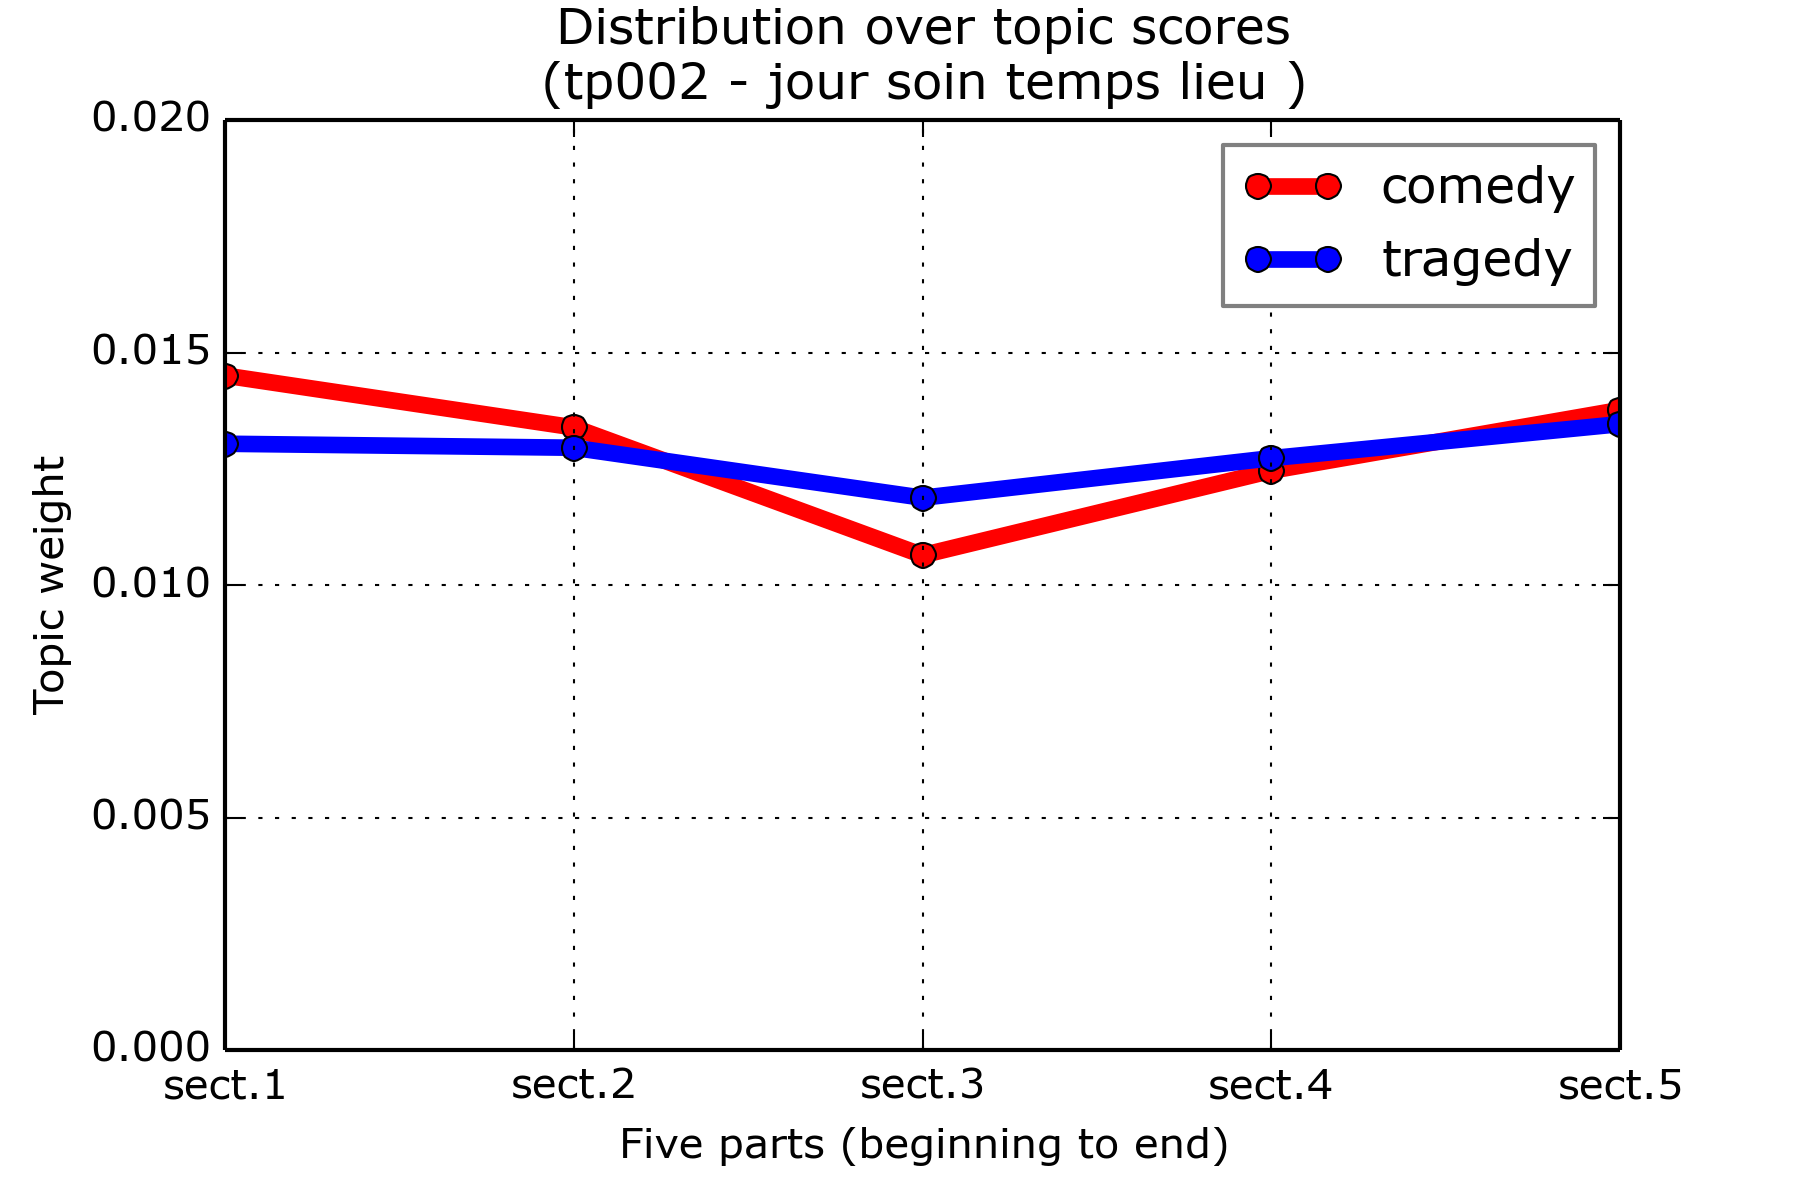 Distribution over topic scores
(tp002 - jour soin temps lieu )
0.020
comedy
tragedy
0.015
0.010
0.005
0.000
Topic weight
sect.1 sect.2 sect.3 sect.4 sect.5
Five parts (beginning to end)